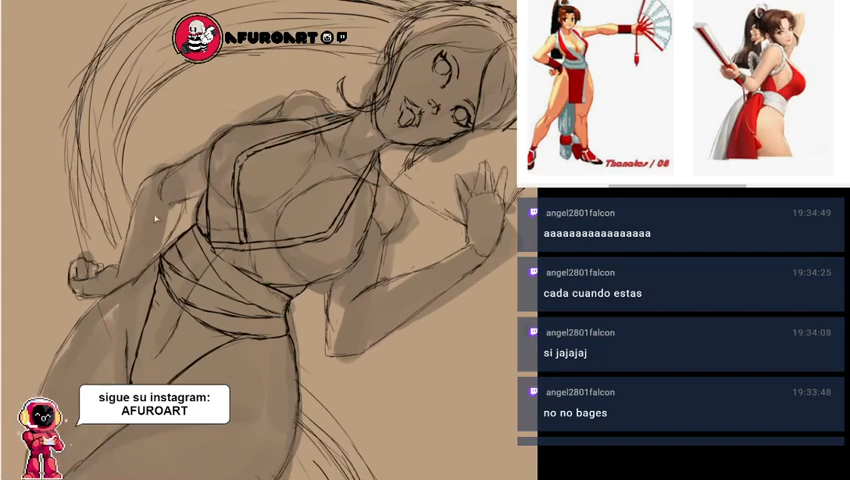 AFUROART
Thanatos / 08
angel2801falcon
19:34:49
aaaaaaaaaaaaaaaaa
angel2801falcon
19:34:25
cada cuando estas
angel2801falcon
19:34:08
si jajajaj
angel2801falcon
19:33:48
no no bages
sigue su instagram:
AFUROART